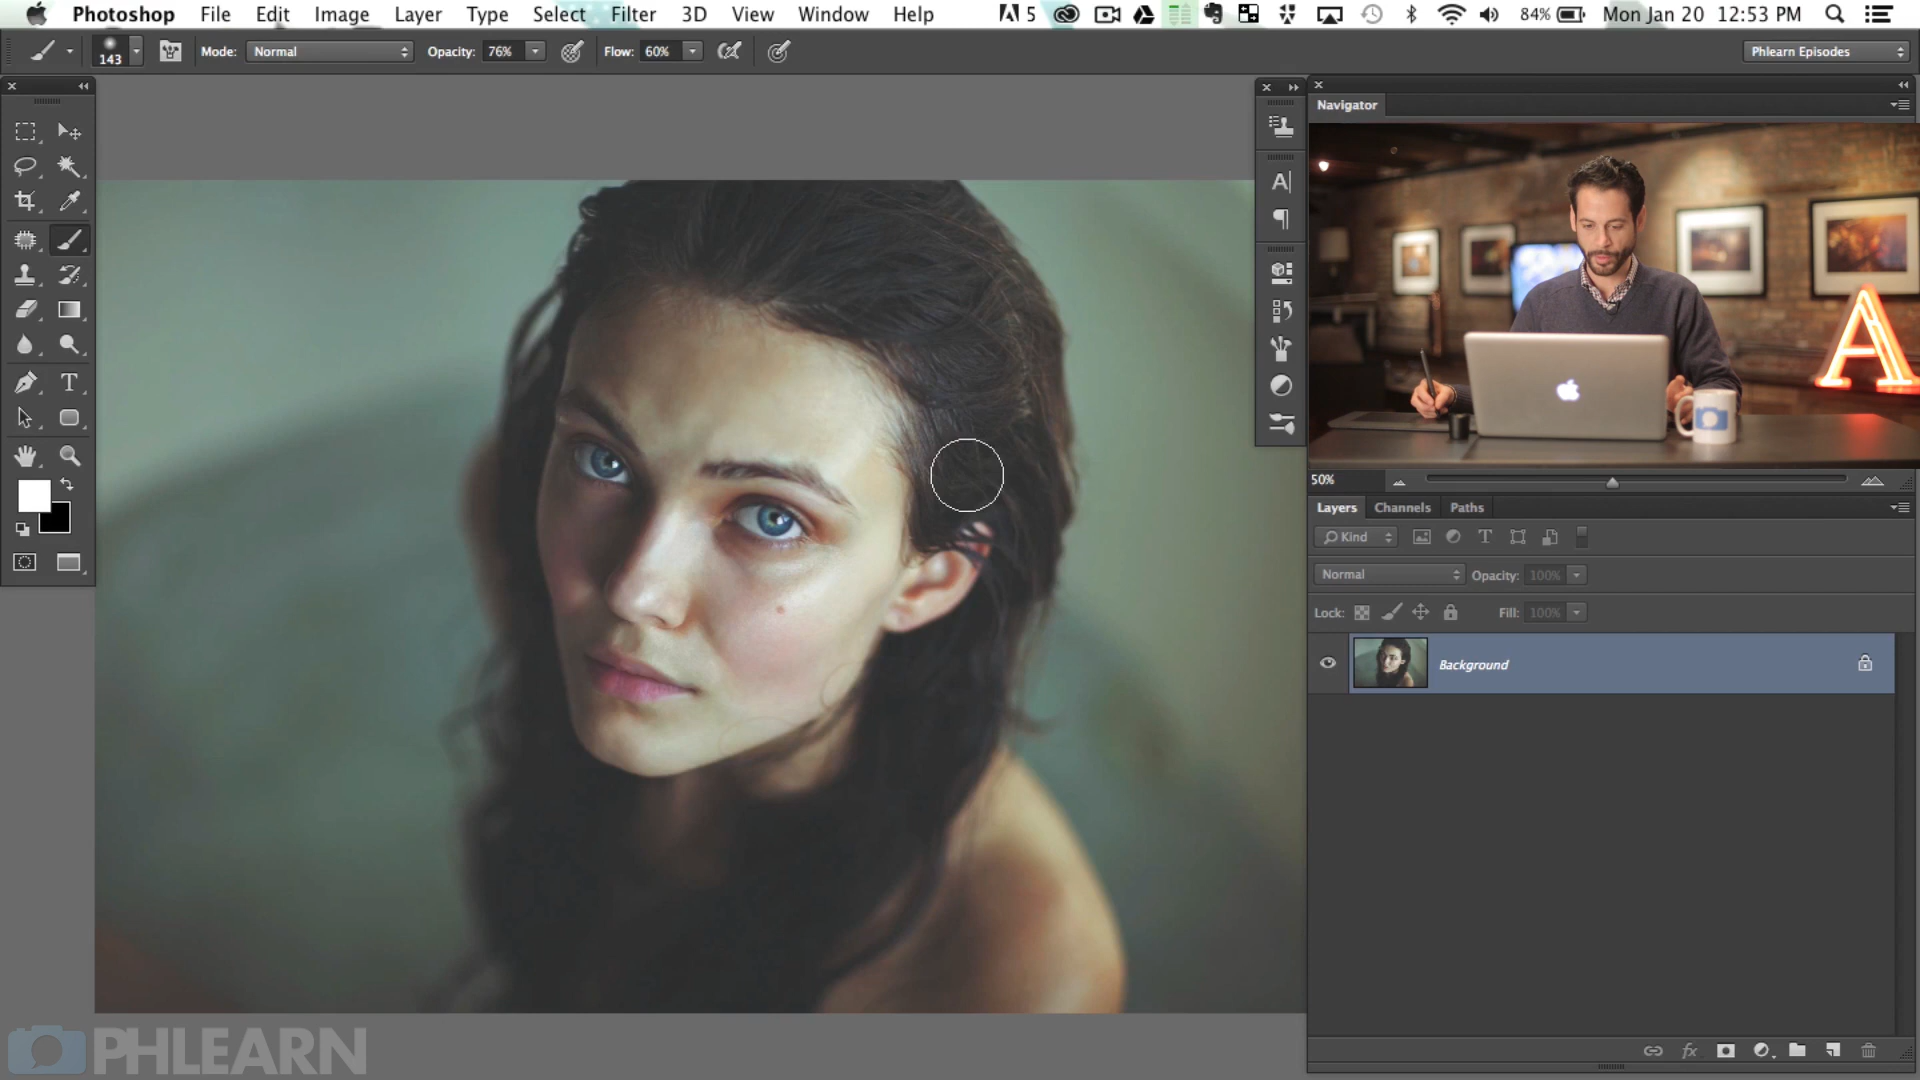 Photoshop File Edit Image Layer Type Select Filter 3D View Window Help 5 84% Mon Jan 20 12:53 PM
143 Mode: Normal Opacity: 76% Flow: 60% Phlearn Episodes
Navigator
A
50%
Layers Channels Paths
Kind
Normal Opacity: 100%
Lock: Fill: 100%
Background
fx
PHLEARN